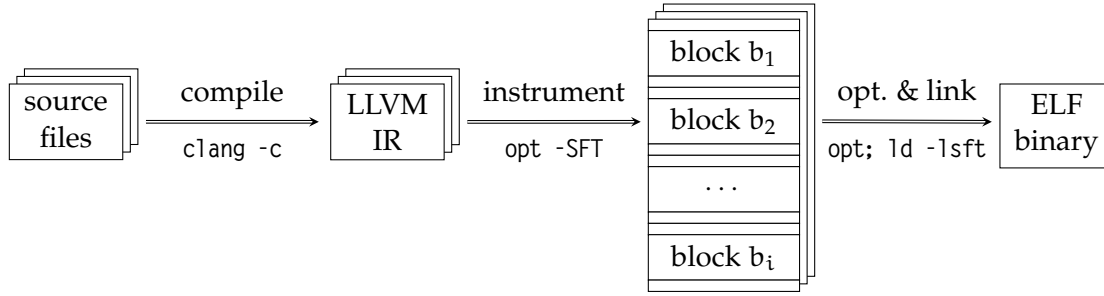 source
files
compile
clang -c
LLVM
IR
instrument
opt -SFT
block b₁
block b₂
...
block bᵢ
opt. & link
opt; ld -lsft
ELF
binary